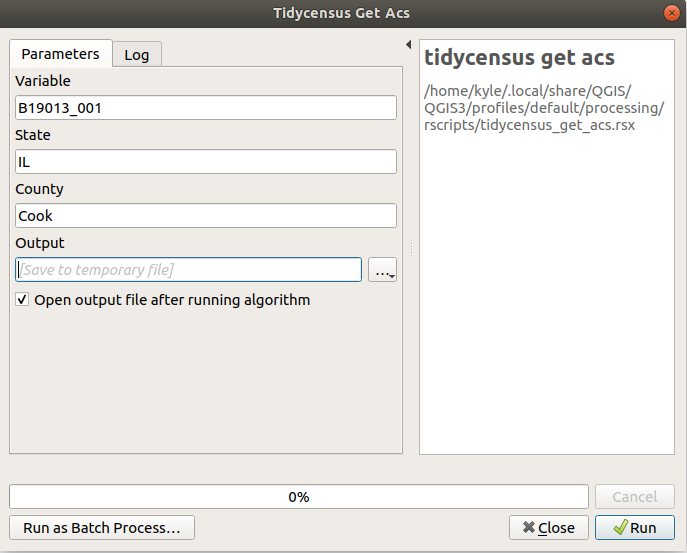 Tidycensus Get Acs
Parameters
Log
Variable
B19013_001
State
IL
County
Cook
Output
[Save to temporary file]
...
Open output file after running algorithm
tidycensus get acs
/home/kyle/.local/share/QGIS/
QGIS3/profiles/default/processing/
rscripts/tidycensus_get_acs.rsx
0%
Cancel
Run as Batch Process...
Close
Run